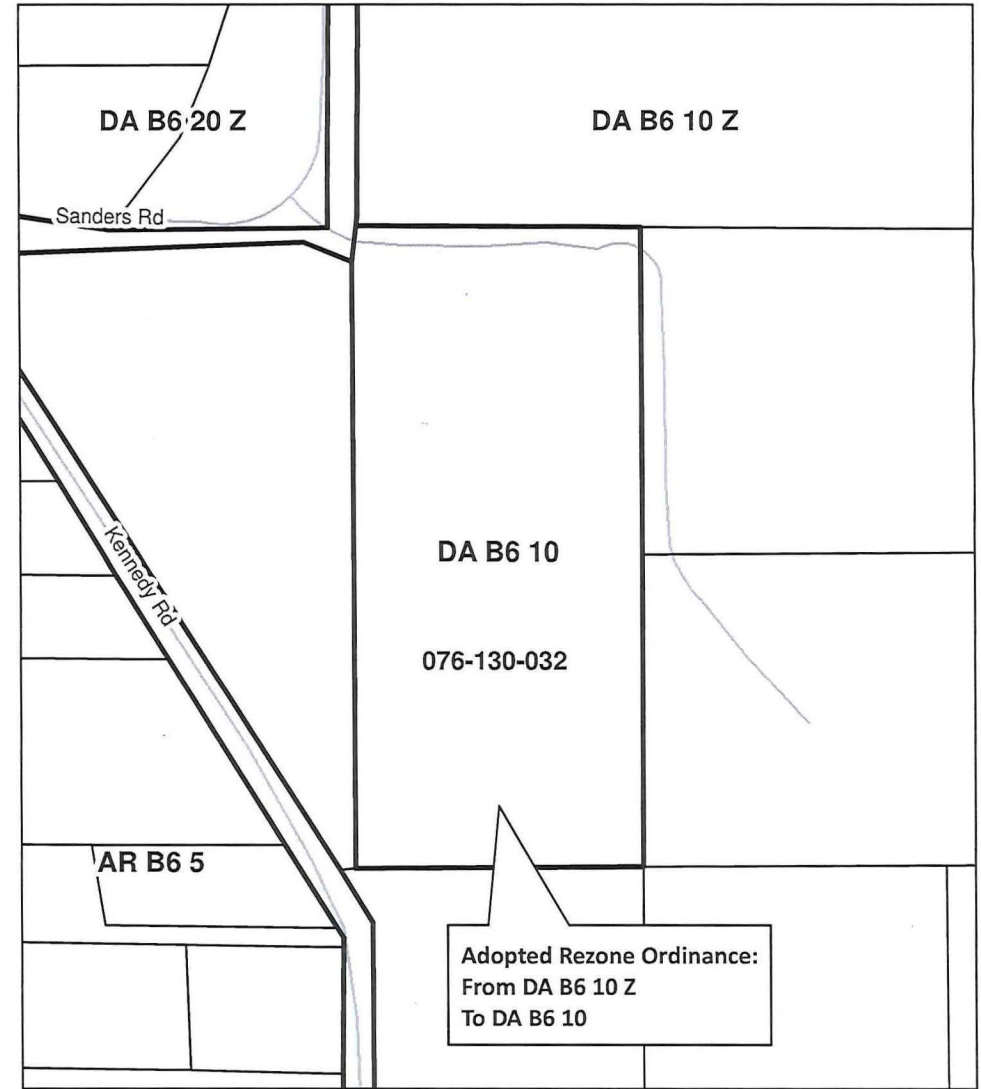 DA B6 20 Z
DA B6 10 Z
Sanders Rd
DA B6 10
Kennedy Rd
076-130-032
AR B6 5
Adopted Rezone Ordinance:
From DA B6 10 Z
To DA B6 10